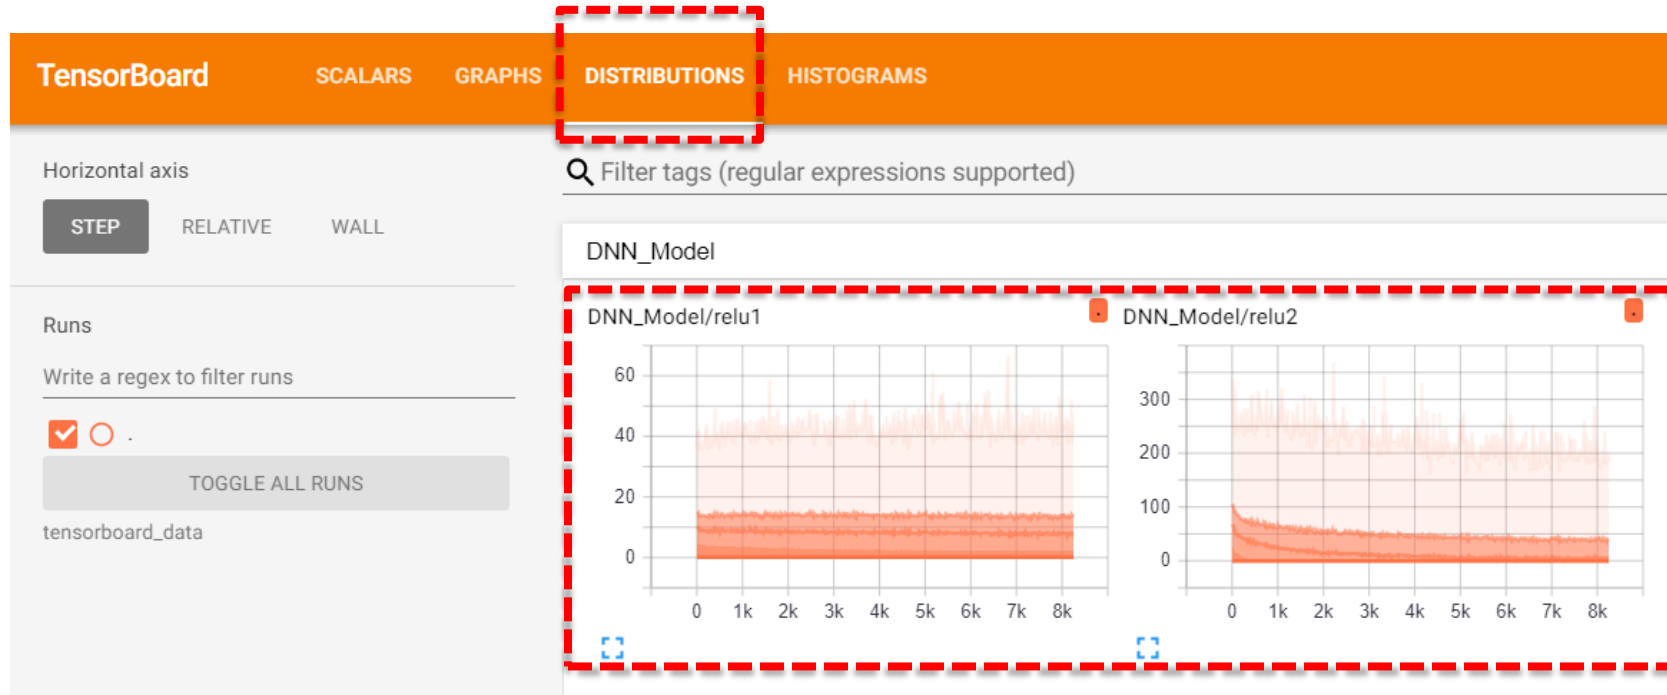 TensorBoard SCALARS GRAPHS DISTRIBUTIONS HISTOGRAMS
Horizontal axis
STEP RELATIVE WALL
Runs
Write a regex to filter runs
.
TOGGLE ALL RUNS
tensorboard_data
Filter tags (regular expressions supported)
DNN_Model
DNN_Model/relu1 .
60
40
20
0
0 1k 2k 3k 4k 5k 6k 7k 8k
DNN_Model/relu2 .
300
200
100
0
0 1k 2k 3k 4k 5k 6k 7k 8k